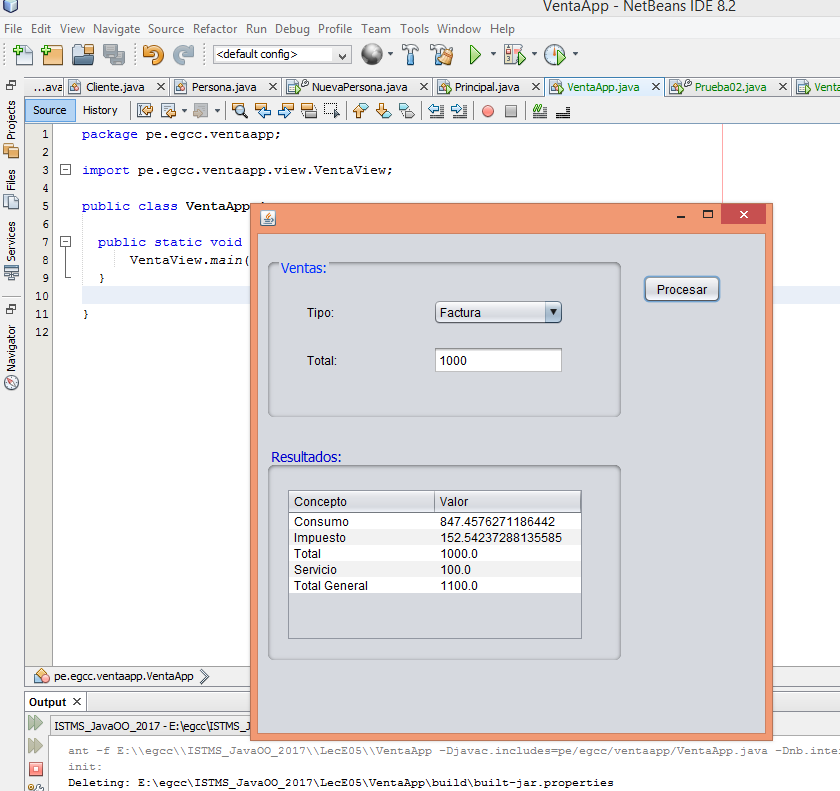 VentaApp - NetBeans IDE 8.2
File Edit View Navigate Source Refactor Run Debug Profile Team Tools Window Help
<default config>
...ava Cliente.java Persona.java NuevaPersona.java Principal.java VentaApp.java Prueba02.java Venta
Source History
Projects
Files
Services
Navigator
1 package pe.egcc.ventaapp;
2
3 import pe.egcc.ventaapp.view.VentaView;
4
5 public class VentaApp
6
7 public static void
8 VentaView.main(
9 }
10
11 }
12
Ventas:
Tipo: Factura
Total: 1000
Procesar
Resultados:
Concepto Valor
Consumo 847.4576271186442
Impuesto 152.54237288135585
Total 1000.0
Servicio 100.0
Total General 1100.0
pe.egcc.ventaapp.VentaApp
Output
ISTMS_JavaOO_2017 - E:\egcc\ISTMS_J
ant -f E:\\egcc\\ISTMS_JavaOO_2017\\LecE05\\VentaApp -Djavac.includes=pe/egcc/ventaapp/VentaApp.java -Dnb.inte
init:
Deleting: E:\egcc\ISTMS_JavaOO_2017\LecE05\VentaApp\build\built-jar.properties